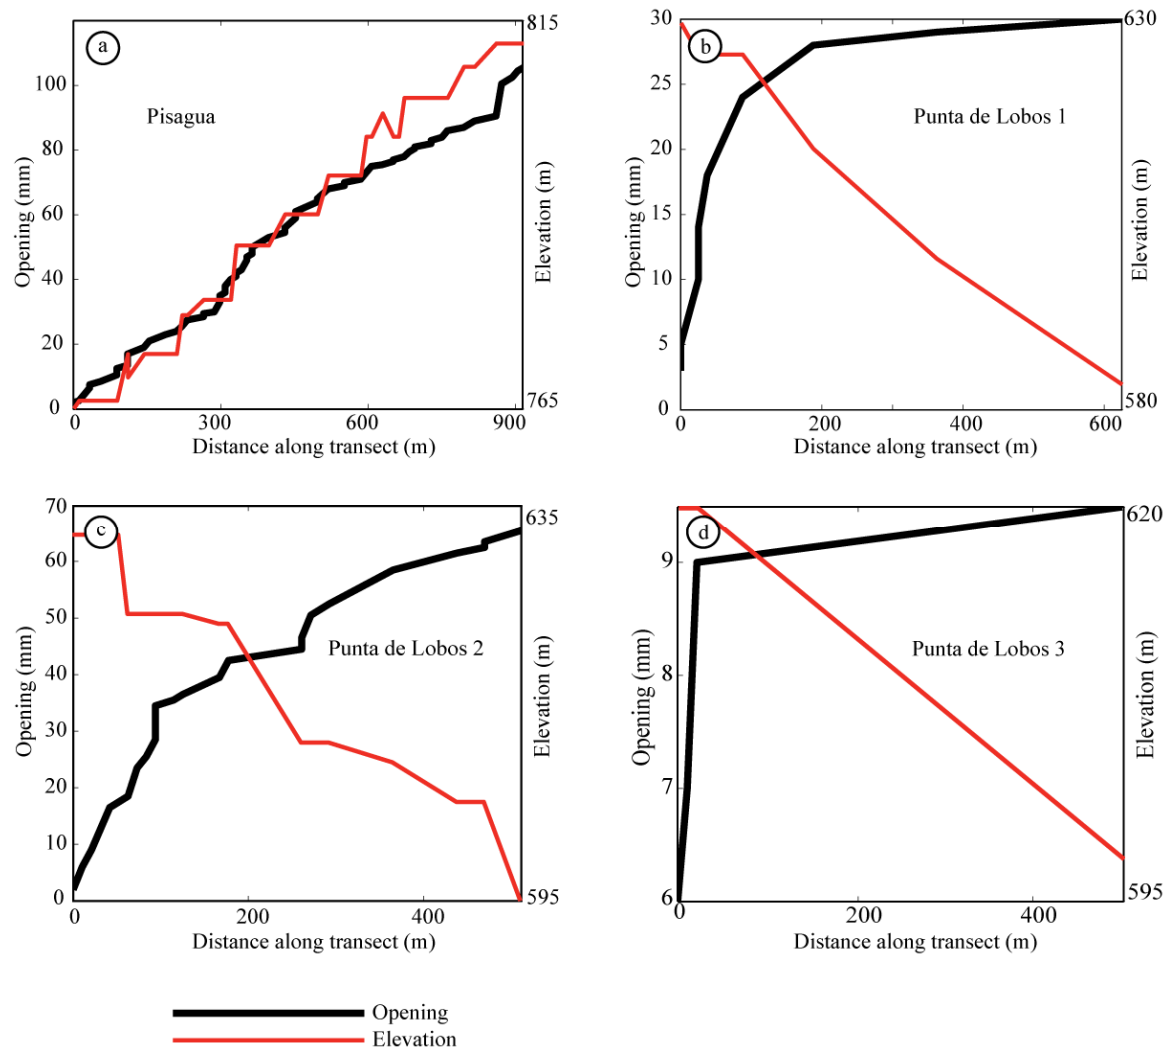 a
Pisagua
Opening (mm)
100
80
60
40
20
0
0
300
600
900
Distance along transect (m)
815
Elevation (m)
765
b
Punta de Lobos 1
Opening (mm)
30
25
20
15
10
5
0
0
200
400
600
Distance along transect (m)
630
Elevation (m)
580
c
Punta de Lobos 2
Opening (mm)
70
60
50
40
30
20
10
0
0
200
400
Distance along transect (m)
635
Elevation (m)
595
d
Punta de Lobos 3
Opening (mm)
9
8
7
6
0
200
400
Distance along transect (m)
620
Elevation (m)
595
Opening
Elevation